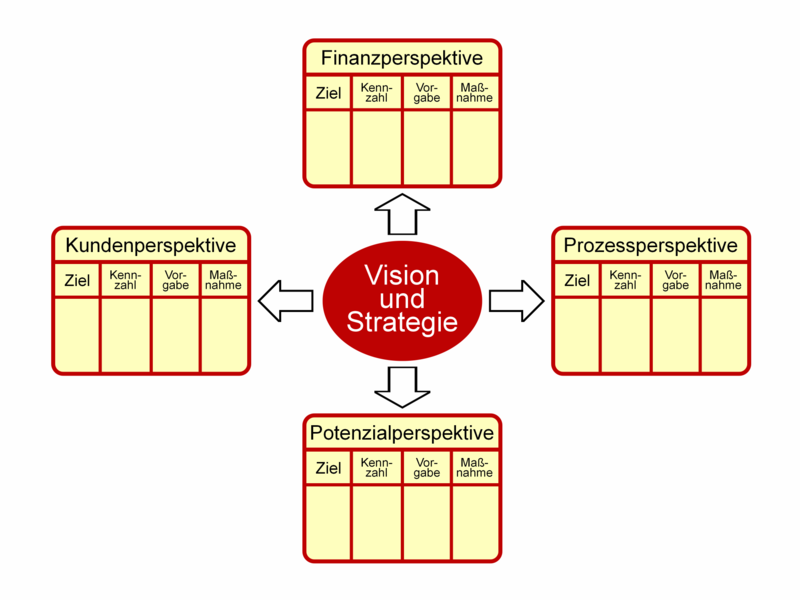 Finanzperspektive
Ziel
Kenn-
zahl
Vor-
gabe
Maß-
nahme
Kundenperspektive
Ziel
Kenn-
zahl
Vor-
gabe
Maß-
nahme
Vision
und
Strategie
Prozessperspektive
Ziel
Kenn-
zahl
Vor-
gabe
Maß-
nahme
Potenzialperspektive
Ziel
Kenn-
zahl
Vor-
gabe
Maß-
nahme